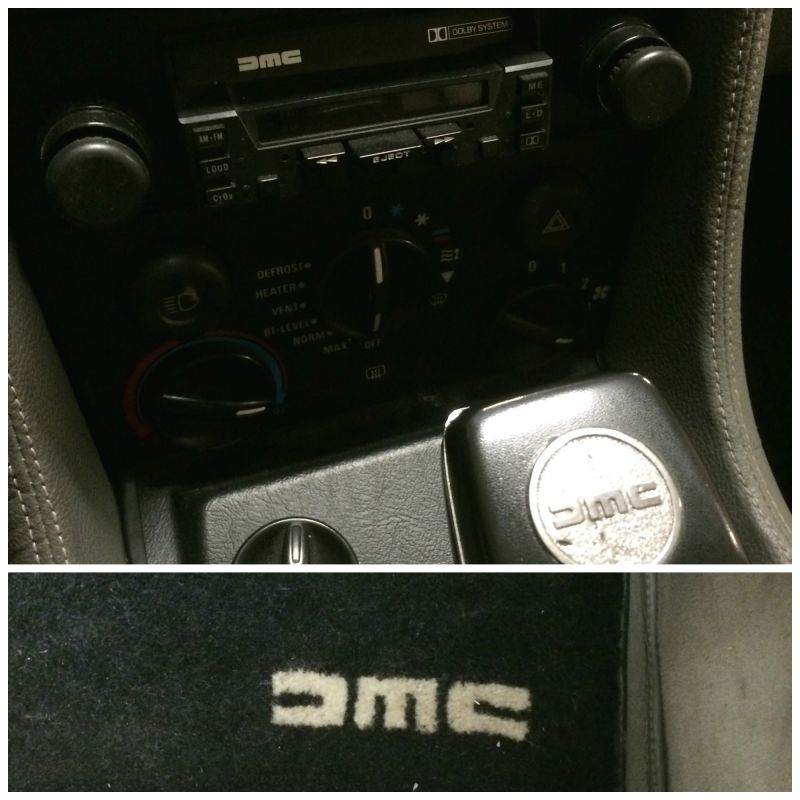 DMC
DOLBY SYSTEM
AM-FM
LOUD
CrO₂
EJECT
ME
L-D
0
DEFROST
HEATER
VENT
BI-LEVEL
NORM
MAX
OFF
0 1 2
DMC
DMC